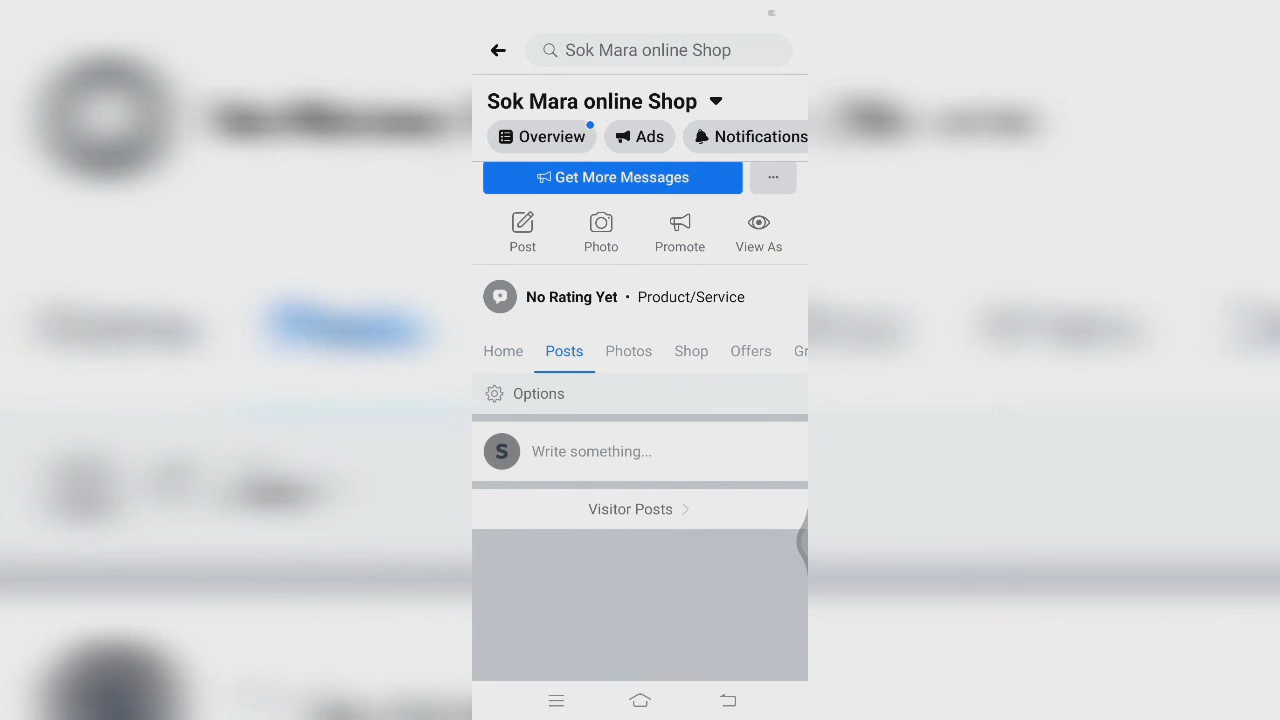 Sok Mara online Shop
Sok Mara online Shop
Overview Ads Notifications
Get More Messages
Post Photo Promote View As
No Rating Yet • Product/Service
Home Posts Photos Shop Offers Gr
Options
S Write something...
Visitor Posts